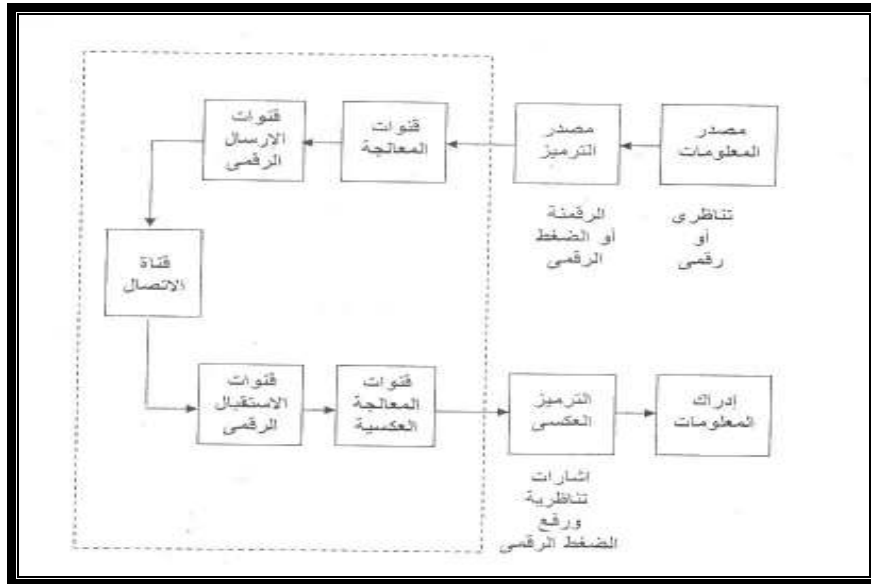 مصدر
المعلومات
تناظرى
أو
رقمى
مصدر
الترميز
الرقمنة
أو الضغط
الرقمى
قنوات
المعالجة
قنوات
الارسال
الرقمى
قناة
الاتصال
قنوات
الاستقبال
الرقمى
قنوات
المعالجة
العكسية
الترميز
العكسى
اشارات
تناظرية
ورفع
الضغط الرقمى
إدراك
المعلومات